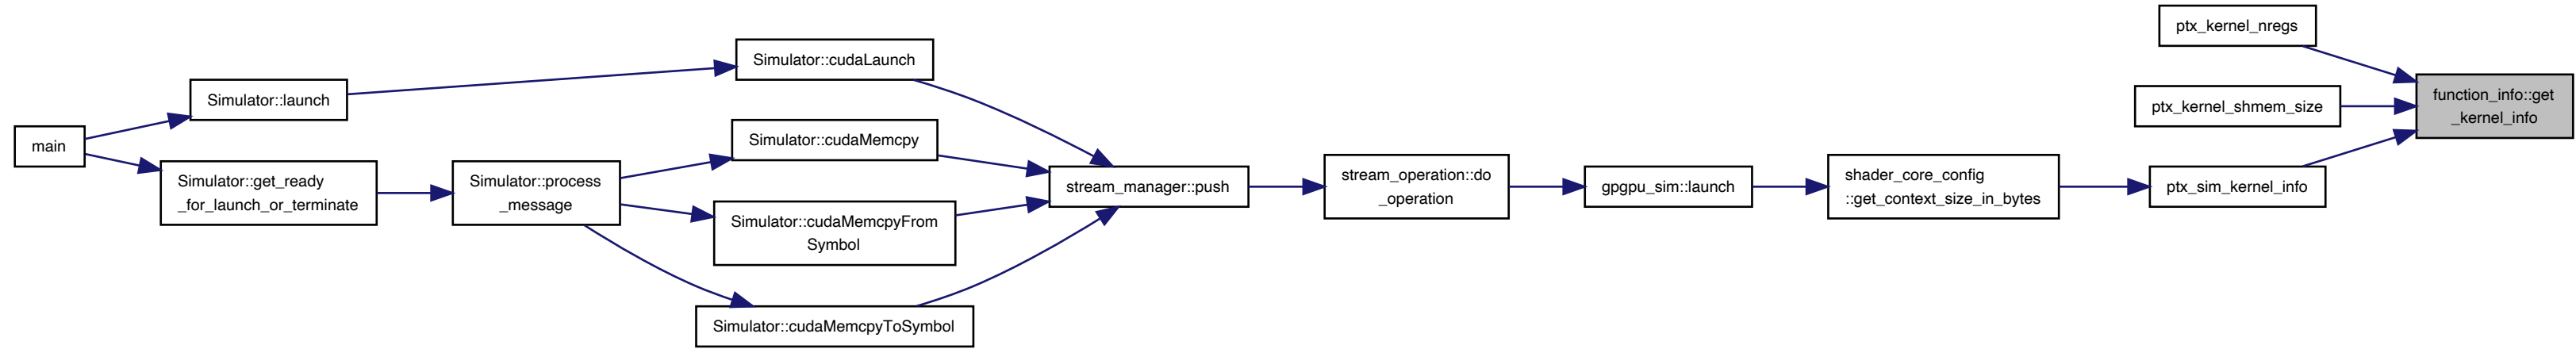 main
Simulator::launch
Simulator::get_ready
_for_launch_or_terminate
Simulator::process
_message
Simulator::cudaLaunch
Simulator::cudaMemcpy
Simulator::cudaMemcpyFrom
Symbol
Simulator::cudaMemcpyToSymbol
stream_manager::push
stream_operation::do
_operation
gpgpu_sim::launch
shader_core_config
::get_context_size_in_bytes
ptx_kernel_nregs
ptx_kernel_shmem_size
ptx_sim_kernel_info
function_info::get
_kernel_info